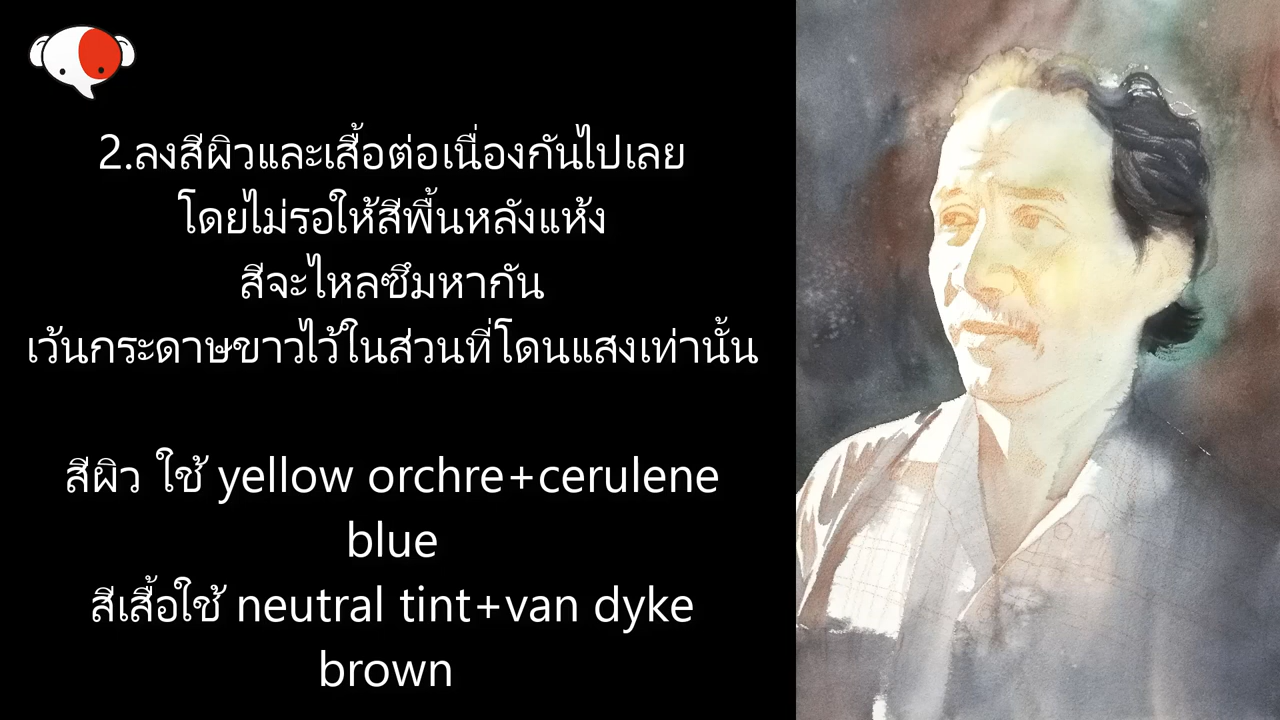 2.ลงสีผิวและเสื้อต่อเนื่องกันไปเลย
โดยไม่รอให้สีพื้นหลังแห้ง
สีจะไหลซึมหากัน
เว้นกระดาษขาวไว้ในส่วนที่โดนแสงเท่านั้น
สีผิว ใช้ yellow orchre+cerulene
blue
สีเสื้อใช้ neutral tint+van dyke
brown